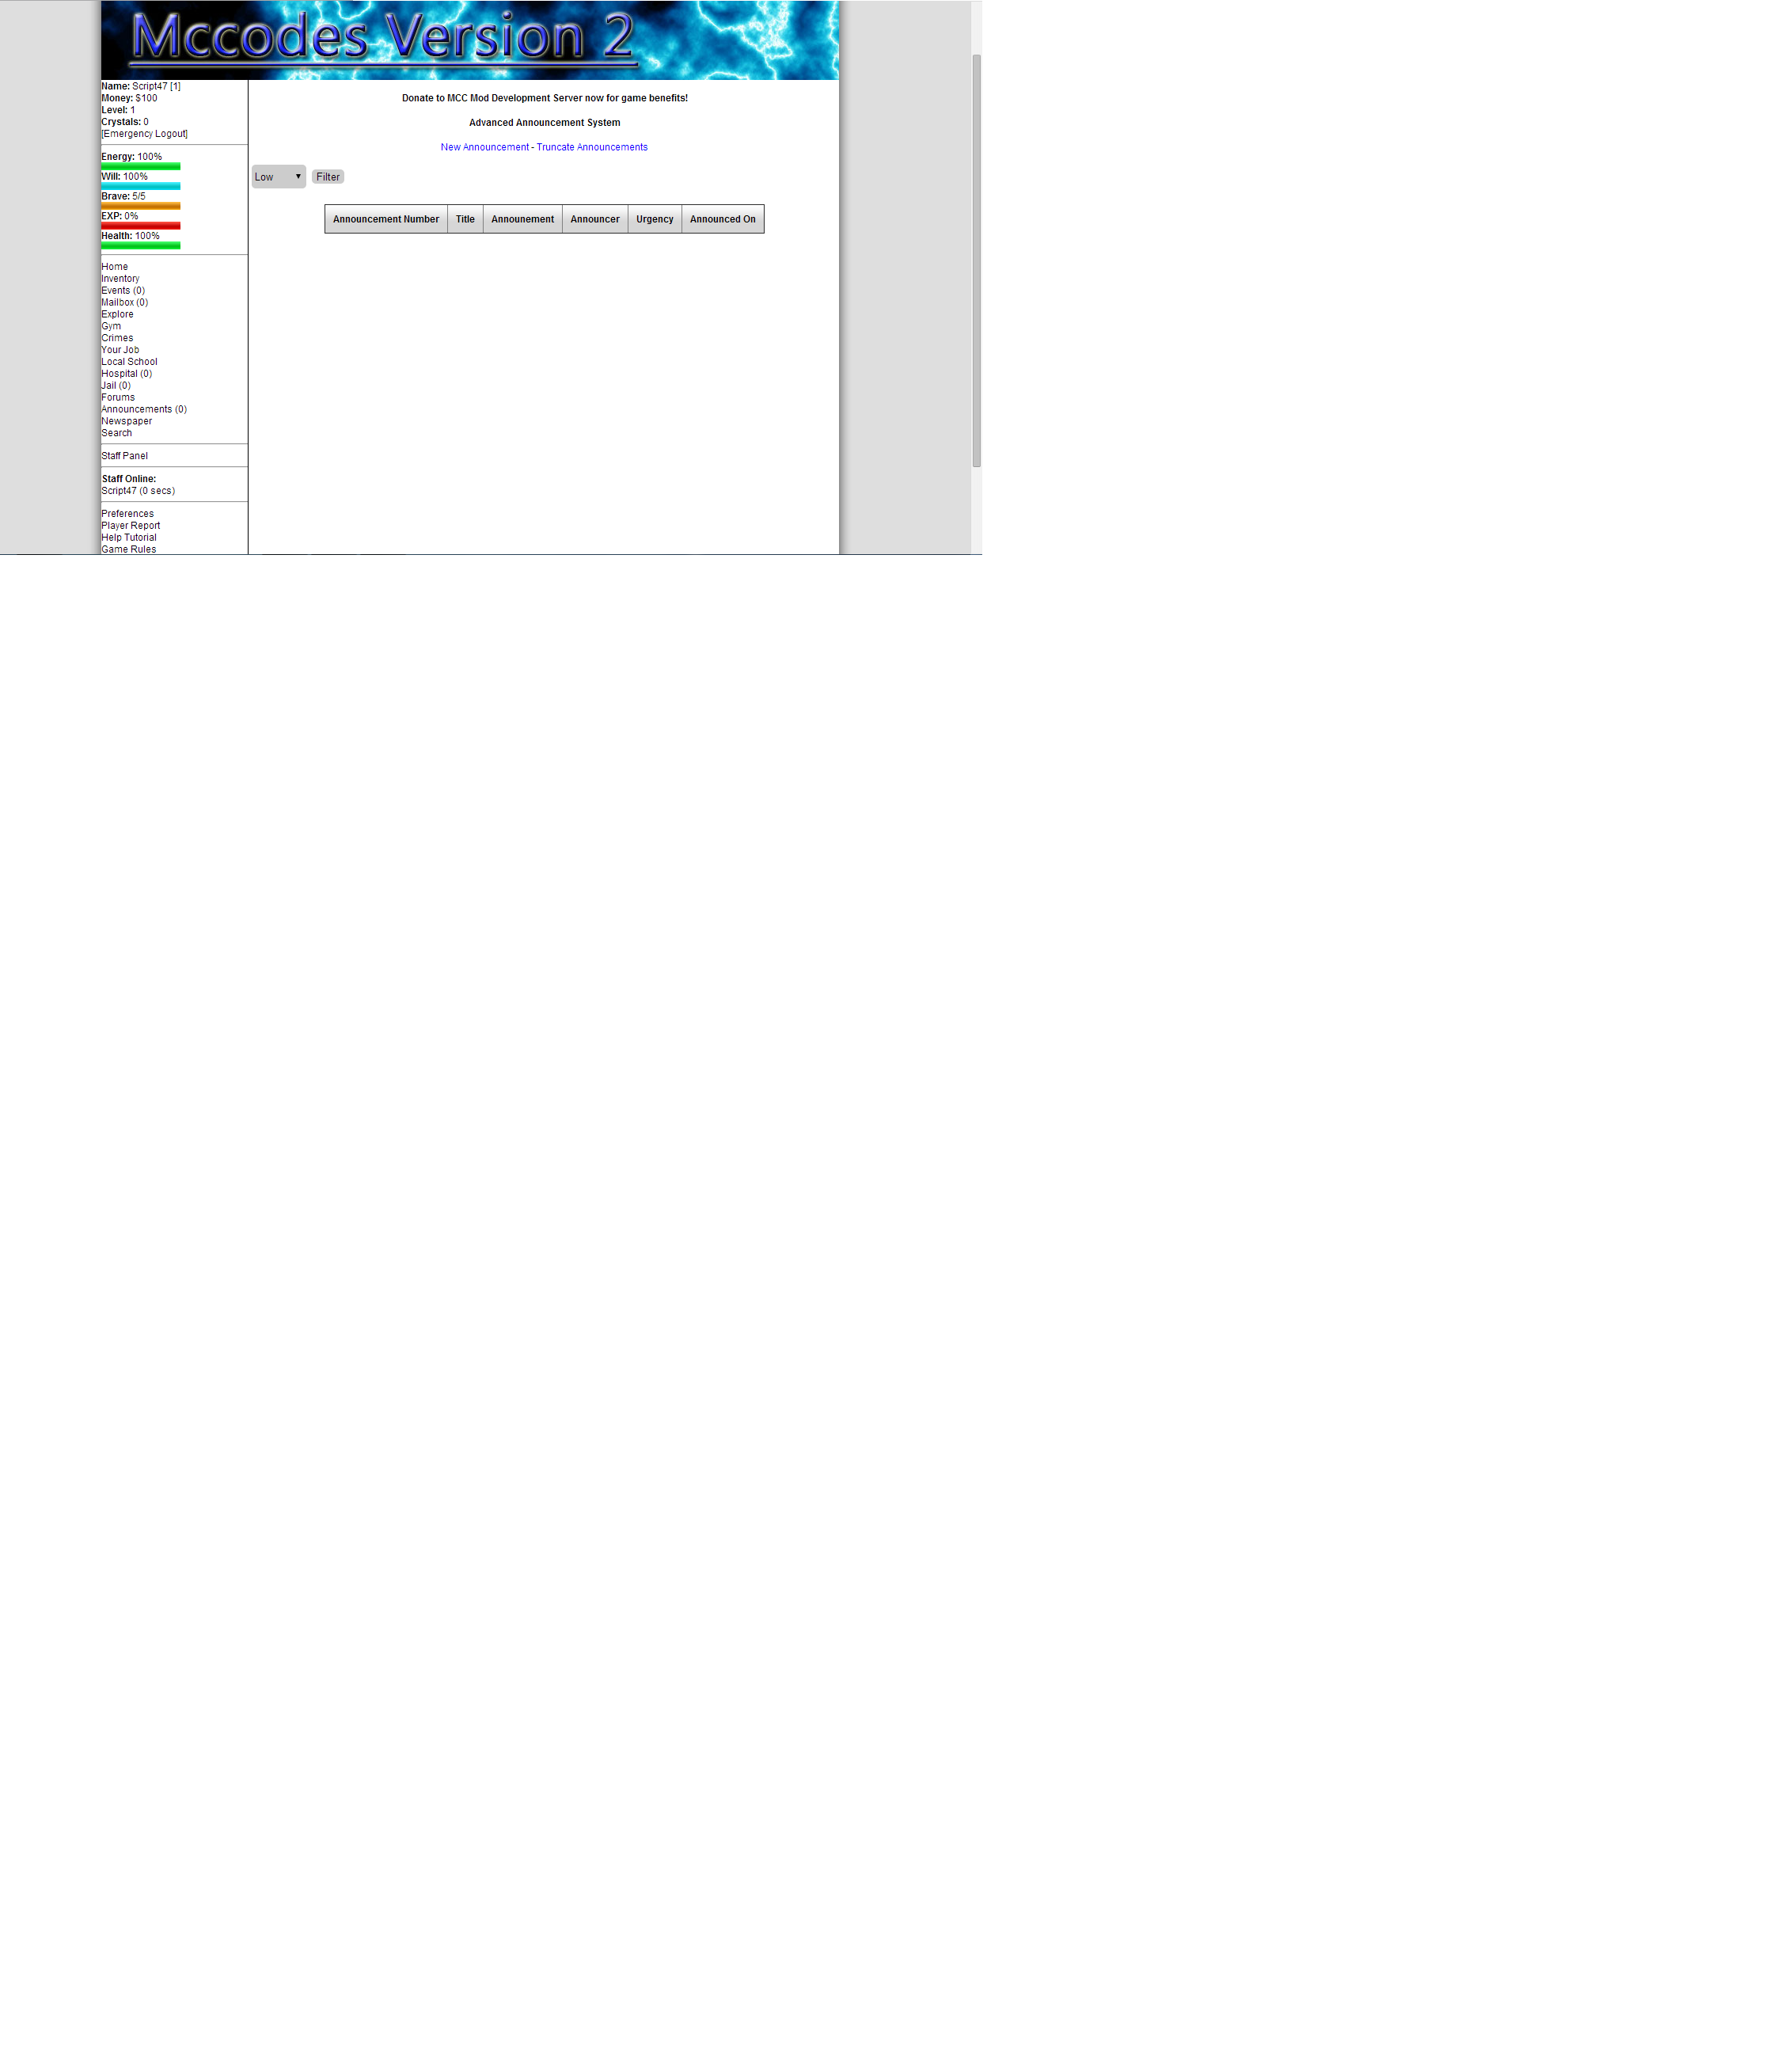 Mccodes Version 2
Name: Script47 [1]
Money: $100
Level: 1
Crystals: 0
[Emergency Logout]
Energy: 100%
Will: 100%
Brave: 5/5
EXP: 0%
Health: 100%
Home
Inventory
Events (0)
Mailbox (0)
Explore
Gym
Crimes
Your Job
Local School
Hospital (0)
Jail (0)
Forums
Announcements (0)
Newspaper
Search
Staff Panel
Staff Online:
Script47 (0 secs)
Preferences
Player Report
Help Tutorial
Game Rules
Donate to MCC Mod Development Server now for game benefits!
Advanced Announcement System
New Announcement - Truncate Announcements
Low Filter
Announcement Number Title Announement Announcer Urgency Announced On